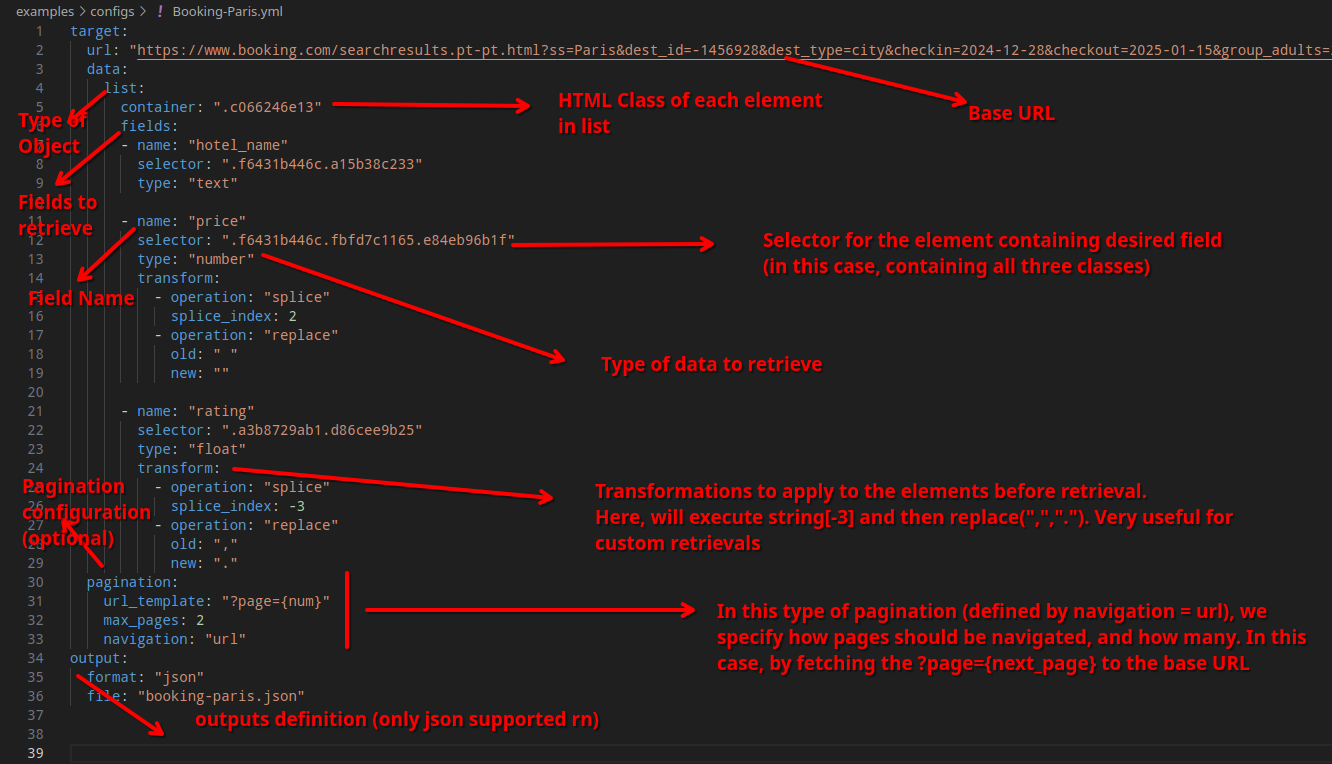 examples > configs > ! Booking-Paris.yml
1 target:
2 url: "https://www.booking.com/searchresults.pt-pt.html?ss=Paris&dest_id=-1456928&dest_type=city&checkin=2024-12-28&checkout=2025-01-15&group_adults=
3 data:
4 list:
5 container: ".c066246e13"
HTML Class of each element
in list
Base URL
Type of
Object
fields:
- name: "hotel_name"
8 selector: ".f6431b446c.a15b38c233"
9 type: "text"
Fields to
retrieve
11 - name: "price"
12 selector: ".f6431b446c.fbfd7c1165.e84eb96b1f"
Selector for the element containing desired field
(in this case, containing all three classes)
13 type: "number"
14 transform:
Field Name
- operation: "splice"
16 splice_index: 2
17 - operation: "replace"
18 old: " "
19 new: ""
Type of data to retrieve
20
21 - name: "rating"
22 selector: ".a3b8729ab1.d86cee9b25"
23 type: "float"
24 transform:
Pagination
configuration
(optional)
- operation: "splice"
splice_index: -3
27 - operation: "replace"
old: ","
29 new: "."
Transformations to apply to the elements before retrieval.
Here, will execute string[-3] and then replace(",","."). Very useful for
custom retrievals
30 pagination:
31 url_template: "?page={num}"
32 max_pages: 2
33 navigation: "url"
In this type of pagination (defined by navigation = url), we
specify how pages should be navigated, and how many. In this
case, by fetching the ?page={next_page} to the base URL
34 output:
35 format: "json"
36 file: "booking-paris.json"
37
outputs definition (only json supported rn)
38
39